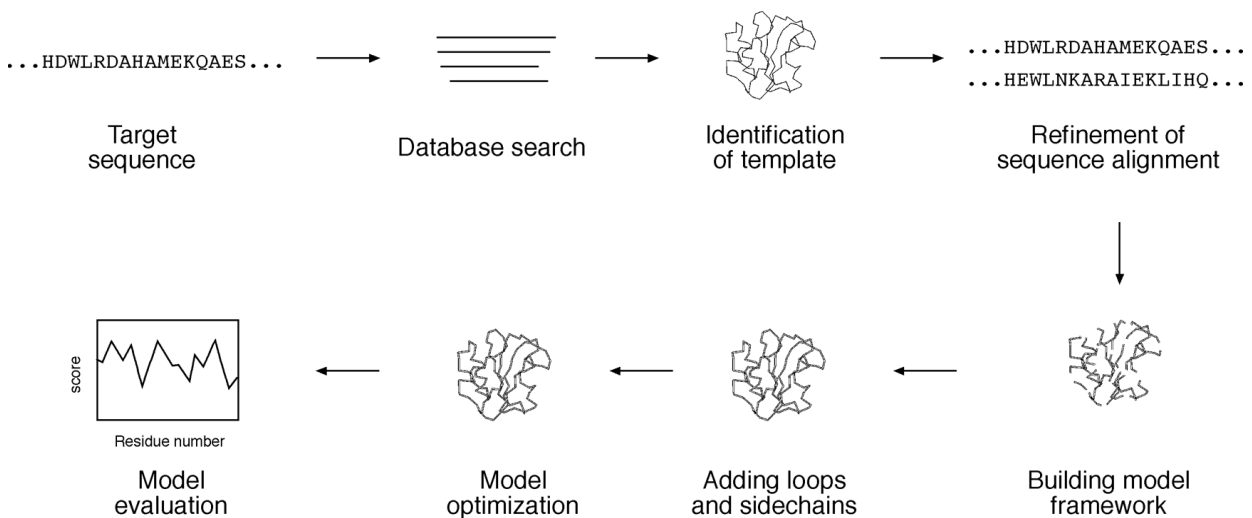 ...HDWLRDAHAMEKQAES...
Target
sequence
Database search
Identification
of template
...HDWLRDAHAMEKQAES...
...HEWLNKARAIEKLIHQ...
Refinement of
sequence alignment
score
Residue number
Model
evaluation
Model
optimization
Adding loops
and sidechains
Building model
framework